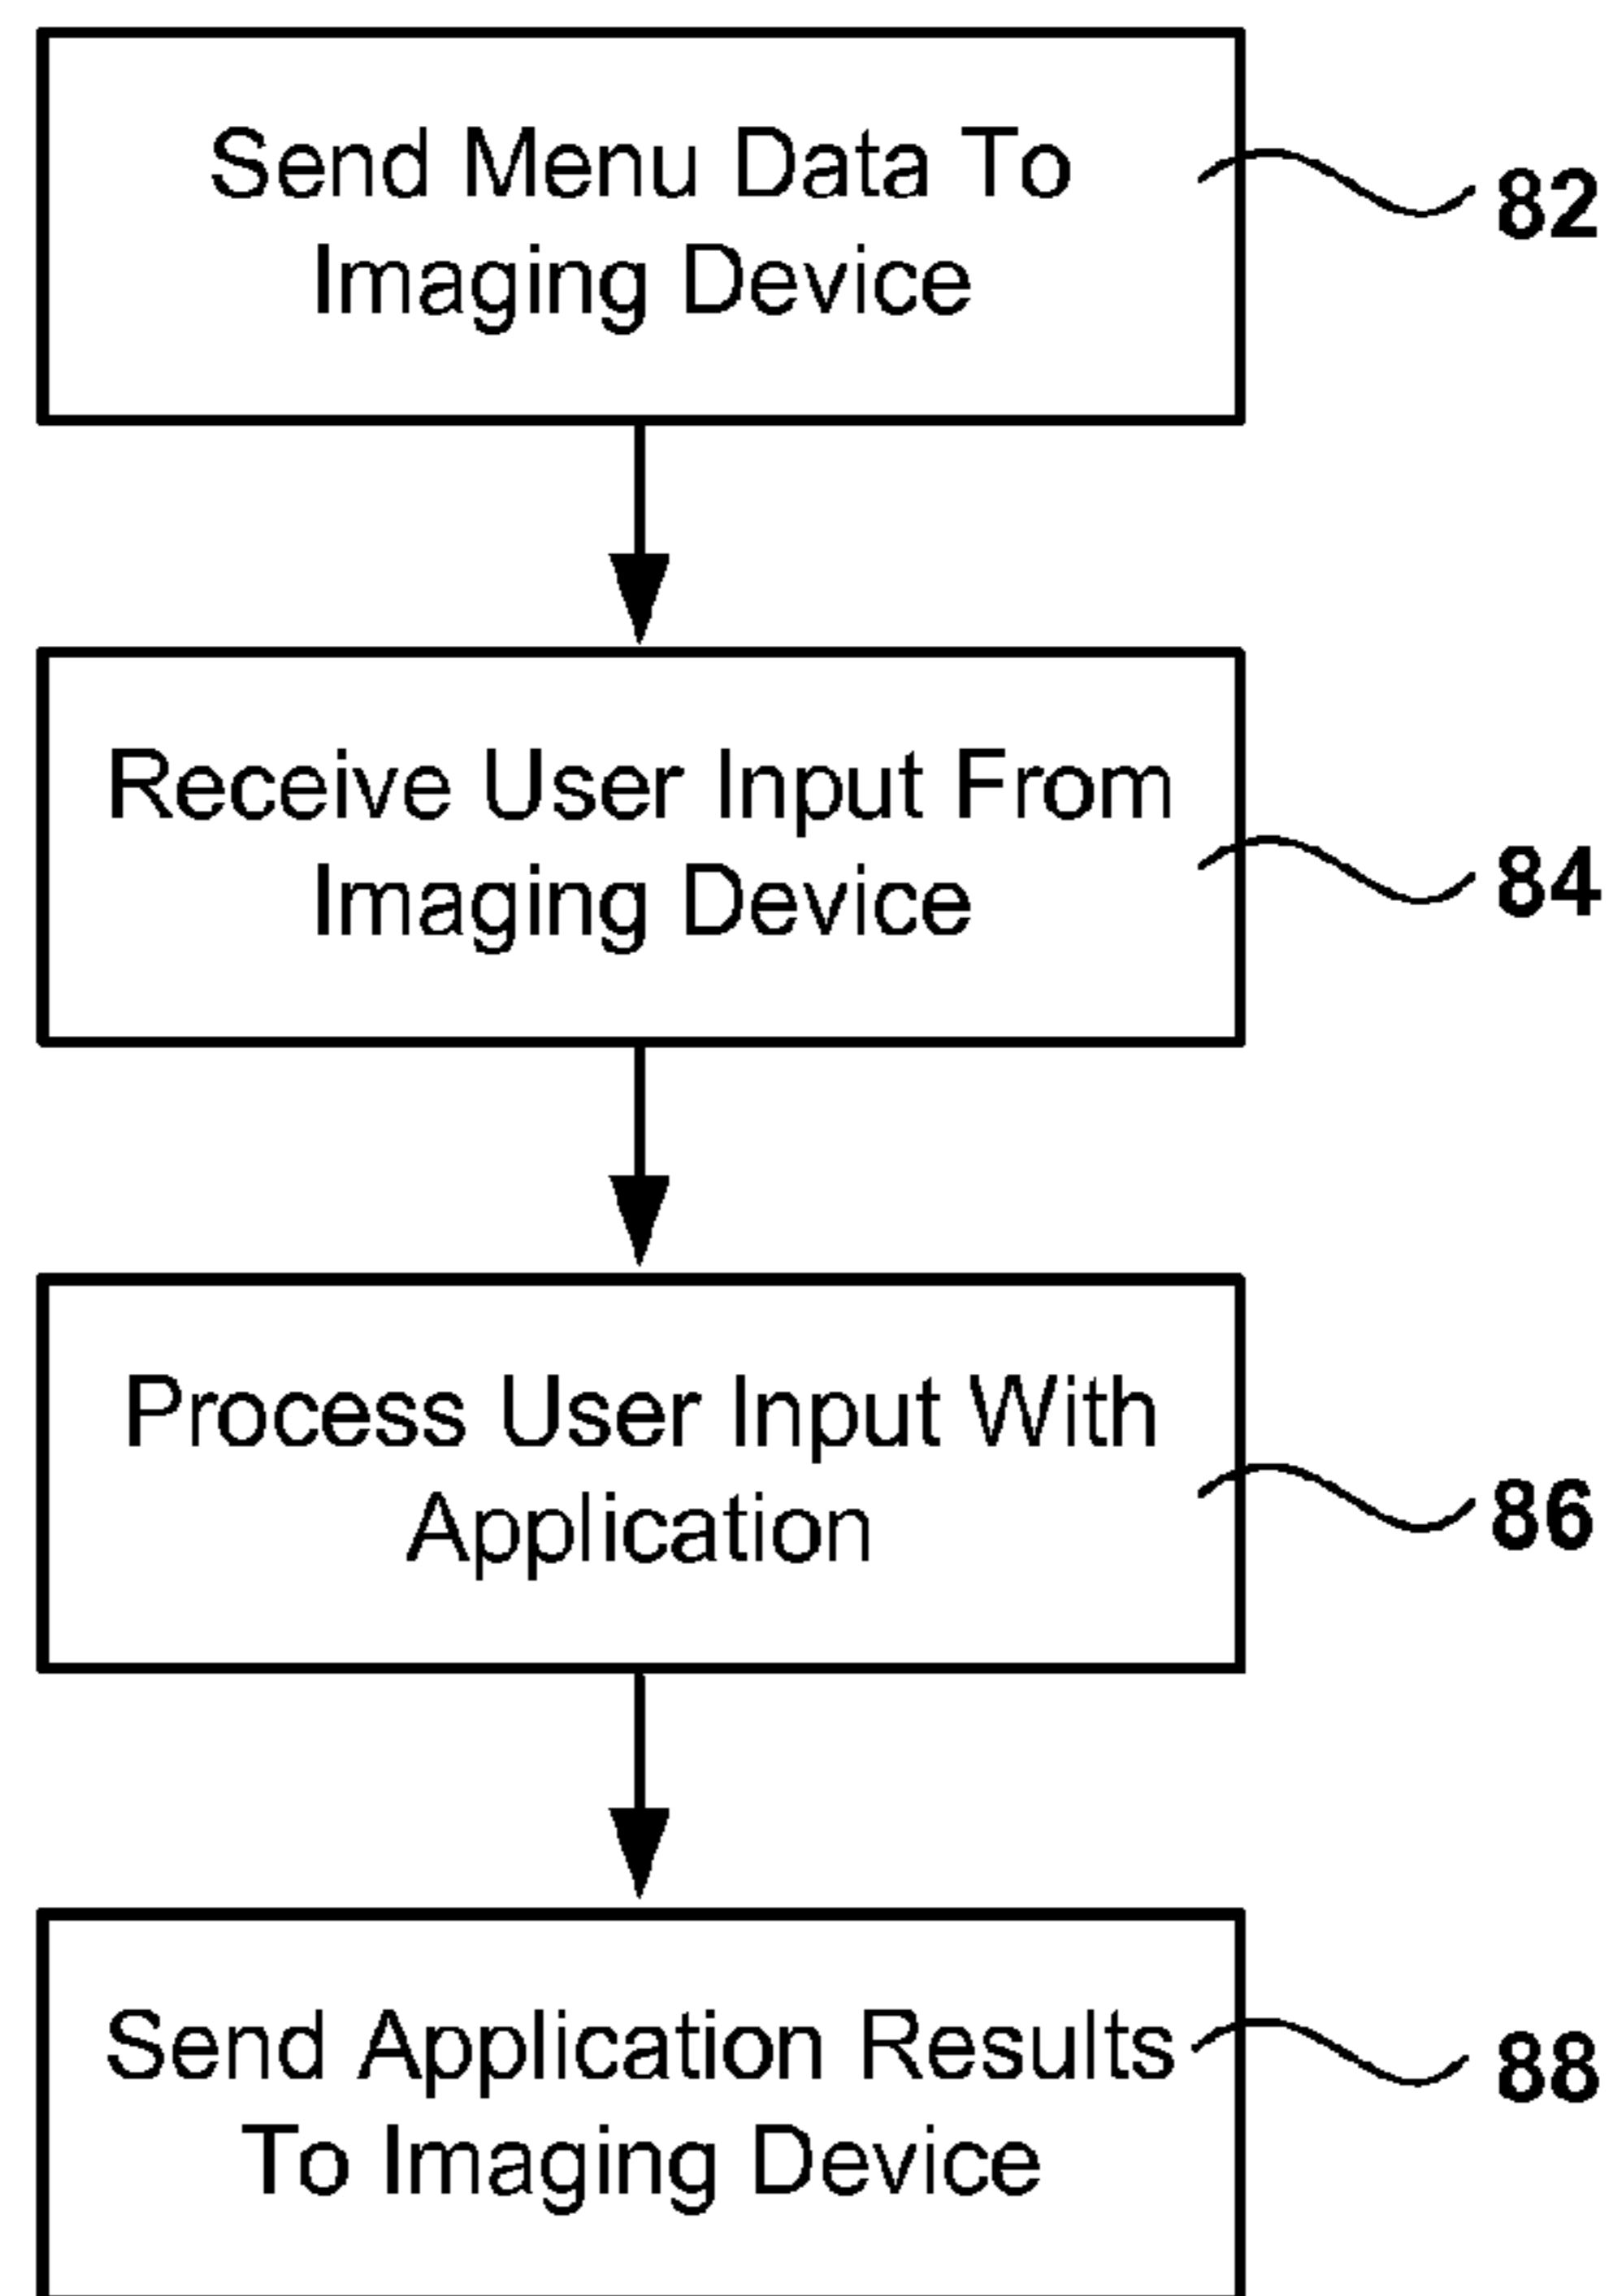 Send Menu Data To
Imaging Device
82
Receive User Input From
Imaging Device
84
Process User Input With
Application
86
Send Application Results
To Imaging Device
88